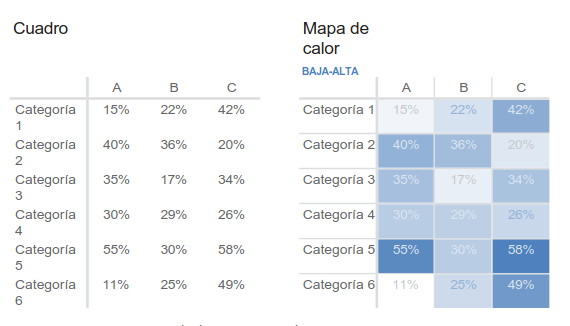 Cuadro
A B C
Categoría 1 15% 22% 42%
Categoría 2 40% 36% 20%
Categoría 3 35% 17% 34%
Categoría 4 30% 29% 26%
Categoría 5 55% 30% 58%
Categoría 6 11% 25% 49%
Mapa de
calor
BAJA-ALTA
A B C
Categoría 1 15% 22% 42%
Categoría 2 40% 36% 20%
Categoría 3 35% 17% 34%
Categoría 4 30% 29% 26%
Categoría 5 55% 30% 58%
Categoría 6 11% 25% 49%